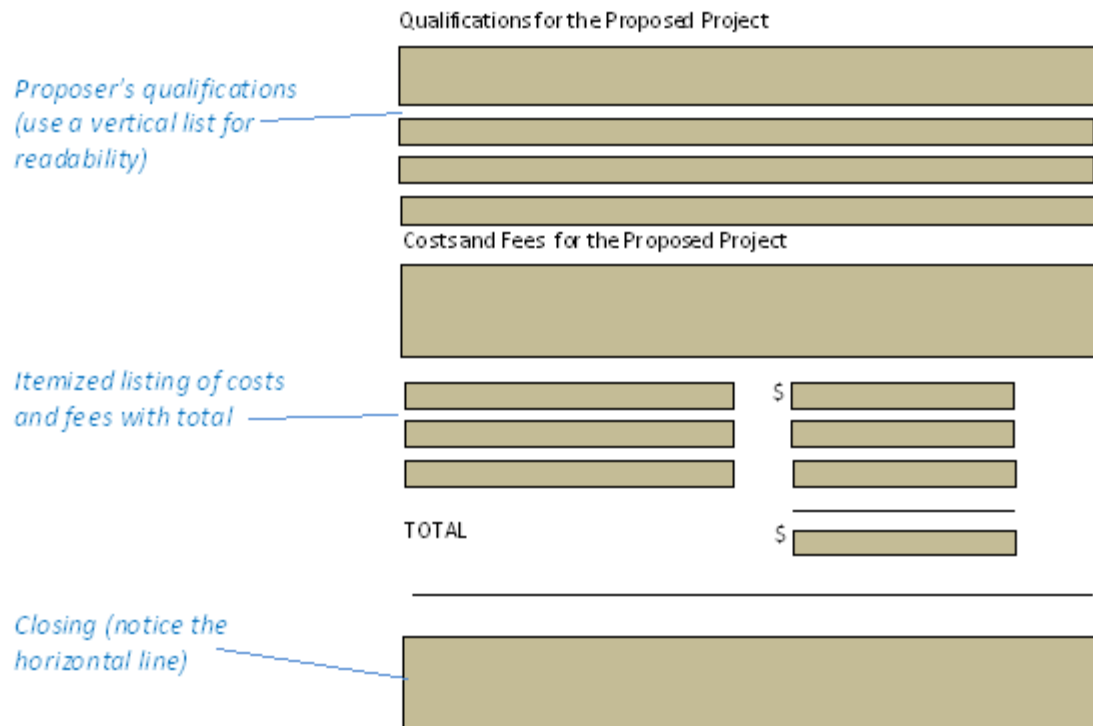 Qualifications for the Proposed Project
Proposer's qualifications
(use a vertical list for
readability)
Costs and Fees for the Proposed Project
Itemized listing of costs
and fees with total
$
TOTAL
$
Closing (notice the
horizontal line)